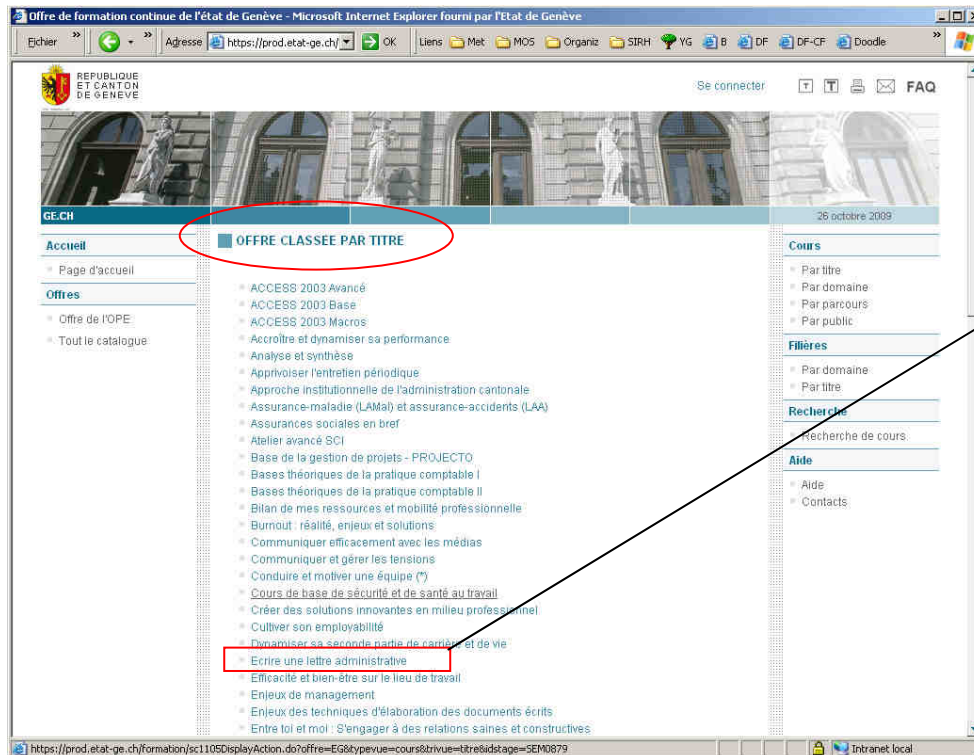 Offre de formation continue de l'état de Genève - Microsoft Internet Explorer fourni par l'Etat de Genève
Fichier » » Adresse https://prod.etat-ge.ch/ OK Liens Met MOS Organiz SIRH YG B DF DF-CF Doodle »
REPUBLIQUE
ET CANTON
DE GENEVE
Se connecter T T FAQ
GE.CH
26 octobre 2009
Accueil
Page d'accueil
Offres
Offre de l'OPE
Tout le catalogue
OFFRE CLASSÉE PAR TITRE
ACCESS 2003 Avancé
ACCESS 2003 Base
ACCESS 2003 Macros
Accroître et dynamiser sa performance
Analyse et synthèse
Apprivoiser l'entretien périodique
Approche institutionnelle de l'administration cantonale
Assurance-maladie (LAMal) et assurance-accidents (LAA)
Assurances sociales en bref
Atelier avancé SCI
Base de la gestion de projets - PROJECTO
Bases théoriques de la pratique comptable I
Bases théoriques de la pratique comptable II
Bilan de mes ressources et mobilité professionnelle
Burnout : réalité, enjeux et solutions
Communiquer efficacement avec les médias
Communiquer et gérer les tensions
Conduire et motiver une équipe (*)
Cours de base de sécurité et de santé au travail
Créer des solutions innovantes en milieu professionnel
Cultiver son employabilité
Dynamiser sa seconde partie de carrière et de vie
Ecrire une lettre administrative
Efficacité et bien-être sur le lieu de travail
Enjeux de management
Enjeux des techniques d'élaboration des documents écrits
Entre toi et moi : S'engager à des relations saines et constructives
Cours
Par titre
Par domaine
Par parcours
Par public
Filières
Par domaine
Par titre
Recherche
Recherche de cours
Aide
Aide
Contacts
https://prod.etat-ge.ch/formation/sc1105DisplayAction.do?offre=EG&typevue=cours&trivue=titre&idstage=SEM0879
Intranet local